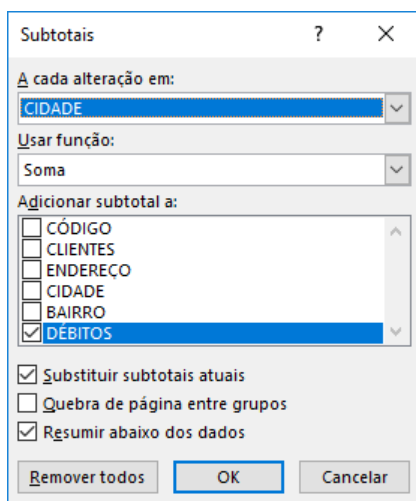 Subtotais ?
A cada alteração em:
CIDADE
Usar função:
Soma
Adicionar subtotal a:
CÓDIGO
CLIENTES
ENDEREÇO
CIDADE
BAIRRO
DÉBITOS
Substituir subtotais atuais
Quebra de página entre grupos
Resumir abaixo dos dados
Remover todos OK Cancelar